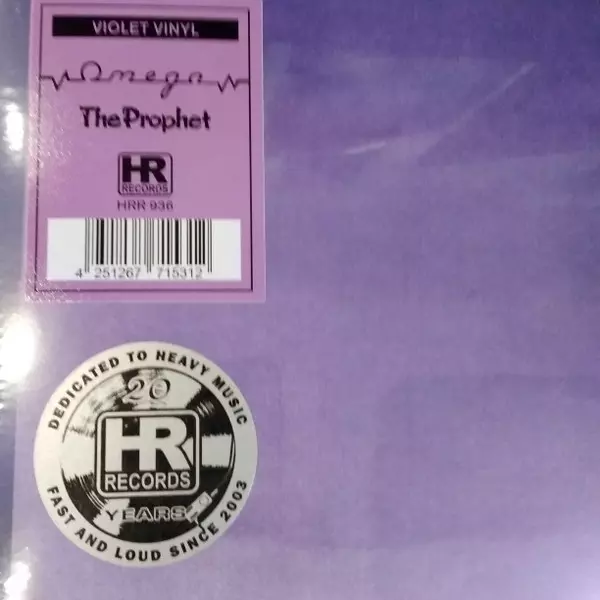 VIOLET VINYL
Omega
The Prophet
HR
RECORDS
HRR 936
4 251267 715312
DEDICATED TO HEAVY MUSIC
20
HR
RECORDS
YEARS
FAST AND LOUD SINCE 2003